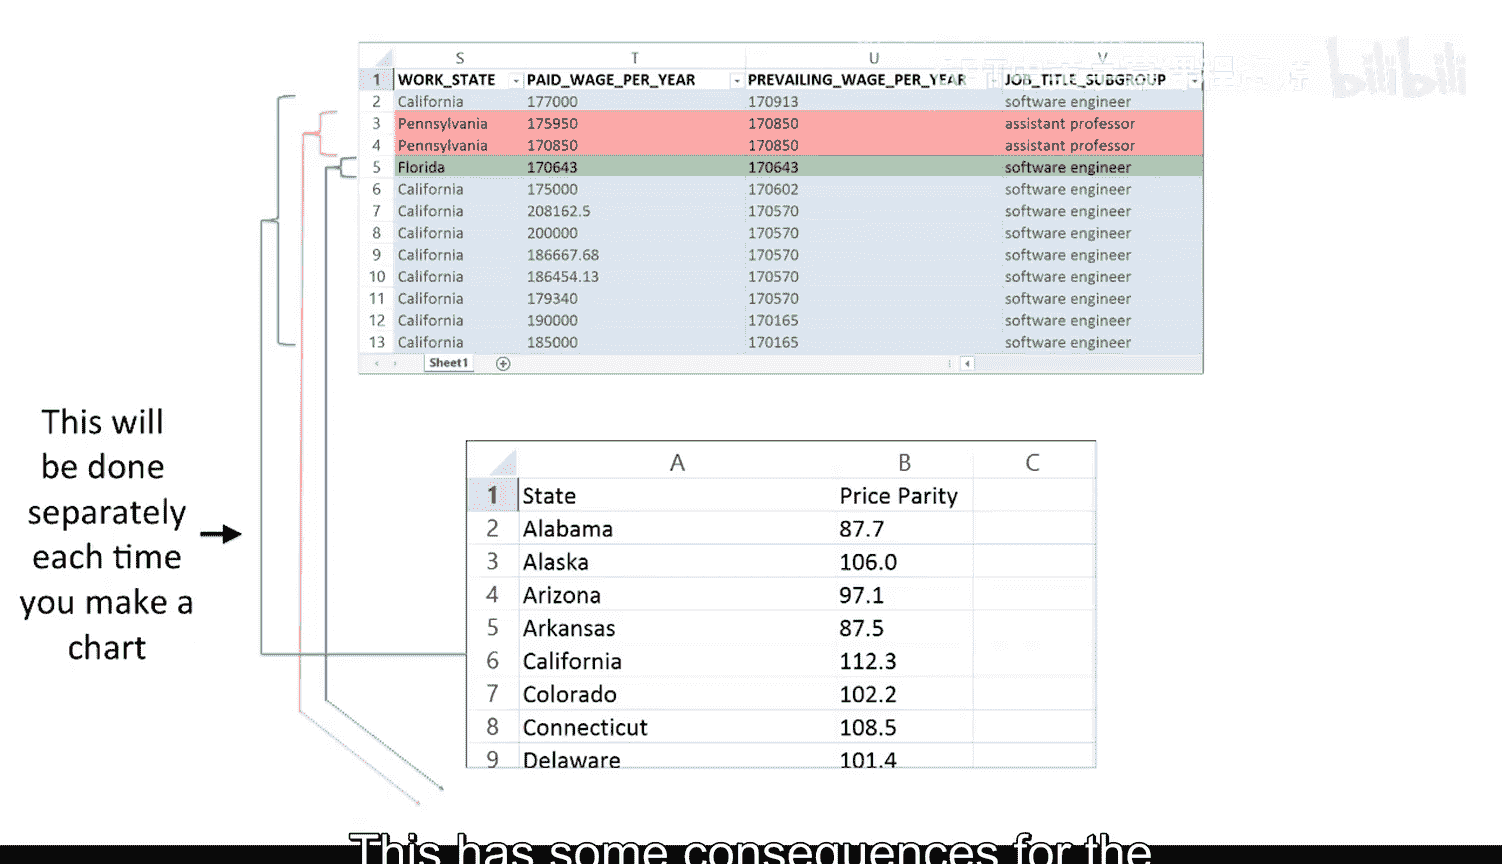 bilibili
S T U V
1 WORK_STATE PAID_WAGE_PER_YEAR PREVAILING_WAGE_PER_YEAR JOB_TITLE_SUBGROUP
2 California 177000 170913 software engineer
3 Pennsylvania 175950 170850 assistant professor
4 Pennsylvania 170850 170850 assistant professor
5 Florida 170643 170643 software engineer
6 California 175000 170602 software engineer
7 California 208162.5 170570 software engineer
8 California 200000 170570 software engineer
9 California 186667.68 170570 software engineer
10 California 186454.13 170570 software engineer
11 California 179340 170570 software engineer
12 California 190000 170165 software engineer
13 California 185000 170165 software engineer
Sheet1
This will
be done
separately
each time
you make a
chart
A B C
1 State Price Parity
2 Alabama 87.7
3 Alaska 106.0
4 Arizona 97.1
5 Arkansas 87.5
6 California 112.3
7 Colorado 102.2
8 Connecticut 108.5
9 Delaware 101.4
This has some consequences for the